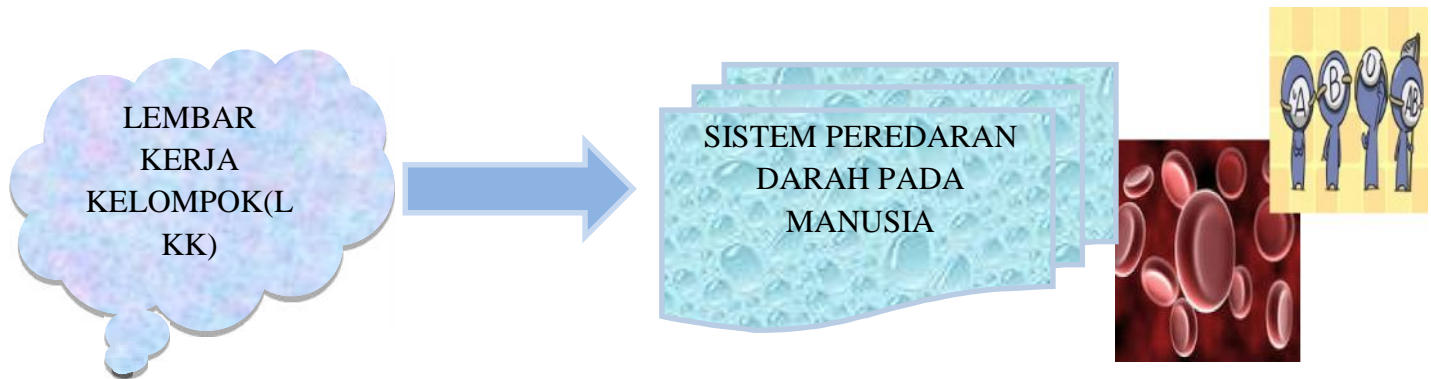 LEMBAR
KERJA
KELOMPOK(L
KK)
SISTEM PEREDARAN
DARAH PADA
MANUSIA
A
B
O
AB